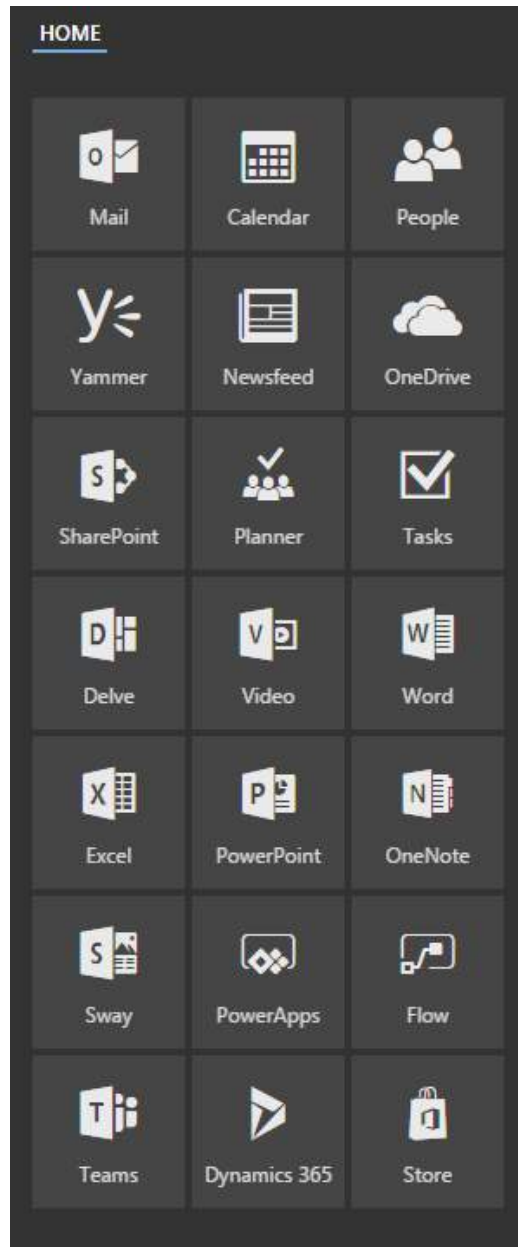 HOME
Mail Calendar People
Yammer Newsfeed OneDrive
SharePoint Planner Tasks
Delve Video Word
Excel PowerPoint OneNote
Sway PowerApps Flow
Teams Dynamics 365 Store